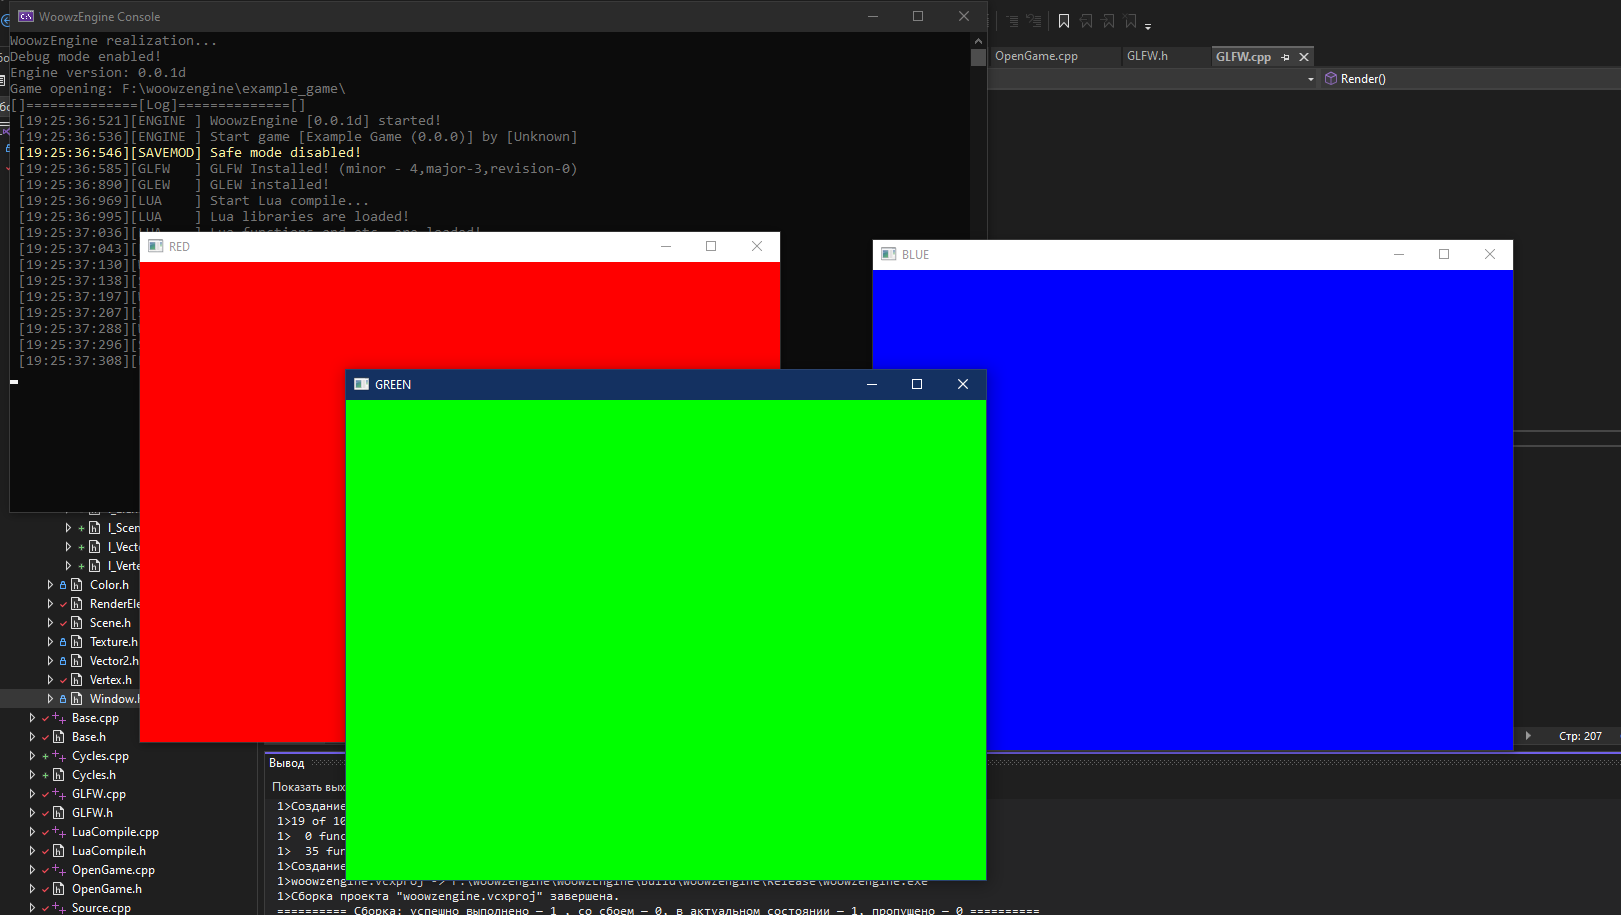 WoowzEngine Console
WoowzEngine realization...
Debug mode enabled!
Engine version: 0.0.1d
Game opening: F:\woowzengine\example_game\
[]==============[Log]==============[]
[19:25:36:521][ENGINE ] WoowzEngine [0.0.1d] started!
[19:25:36:536][ENGINE ] Start game [Example Game (0.0.0)] by [Unknown]
[19:25:36:546][SAVEMOD] Safe mode disabled!
[19:25:36:585][GLFW   ] GLFW Installed! (minor - 4,major-3,revision-0)
[19:25:36:890][GLEW   ] GLEW installed!
[19:25:36:969][LUA    ] Start Lua compile...
[19:25:36:995][LUA    ] Lua libraries are loaded!
[19:25:37:036][LUA    ] Lua functions and etc. are loaded!
[19:25:37:043][
[19:25:37:130][
[19:25:37:138][
[19:25:37:197][
[19:25:37:207][
[19:25:37:288][
[19:25:37:296][
[19:25:37:308][
OpenGame.cpp
GLFW.h
GLFW.cpp
Render()
RED
BLUE
GREEN
I_Scen
I_Vect
I_Verte
Color.h
RenderEle
Scene.h
Texture.h
Vector2.h
Vertex.h
Window.h
Base.cpp
Base.h
Cycles.cpp
Cycles.h
GLFW.cpp
GLFW.h
LuaCompile.cpp
LuaCompile.h
OpenGame.cpp
OpenGame.h
Source.cpp
Стр: 207
Вывод
Показать вых
1>Создание
1>19 of 10
1>  0 func
1>  35 fun
1>Создание
1>woowzengine.vcxproj -> F:\woowzengine\WoowzEngine\Build\woowzengine\Release\woowzengine.exe
1>Сборка проекта "woowzengine.vcxproj" завершена.
========== Сборка: успешно выполнено — 1 , со сбоем — 0, в актуальном состоянии — 1, пропущено — 0 ==========